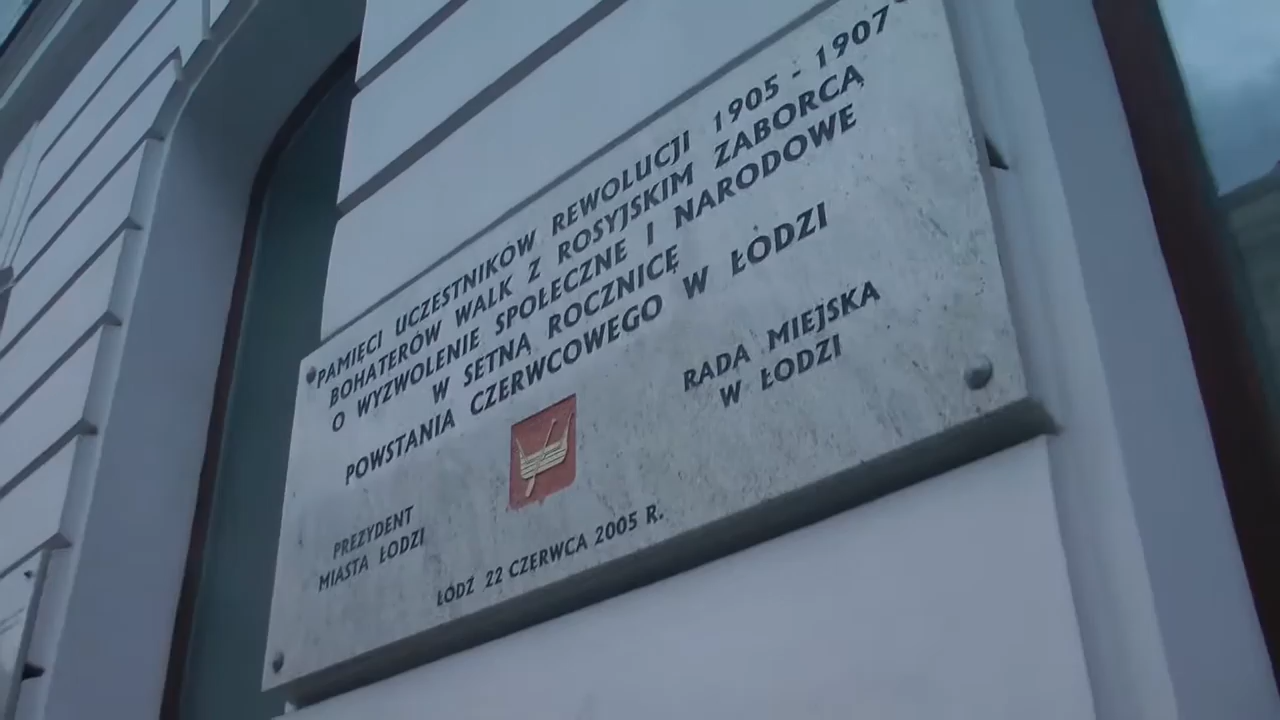 PAMIĘCI UCZESTNIKÓW REWOLUCJI 1905 - 1907
BOHATERÓW WALK Z ROSYJSKIM ZABORCĄ
O WYZWOLENIE SPOŁECZNE I NARODOWE
W SETNĄ ROCZNICĘ
POWSTANIA CZERWCOWEGO W ŁODZI
PREZYDENT
MIASTA ŁODZI
RADA MIEJSKA
W ŁODZI
ŁÓDŹ 22 CZERWCA 2005 R.